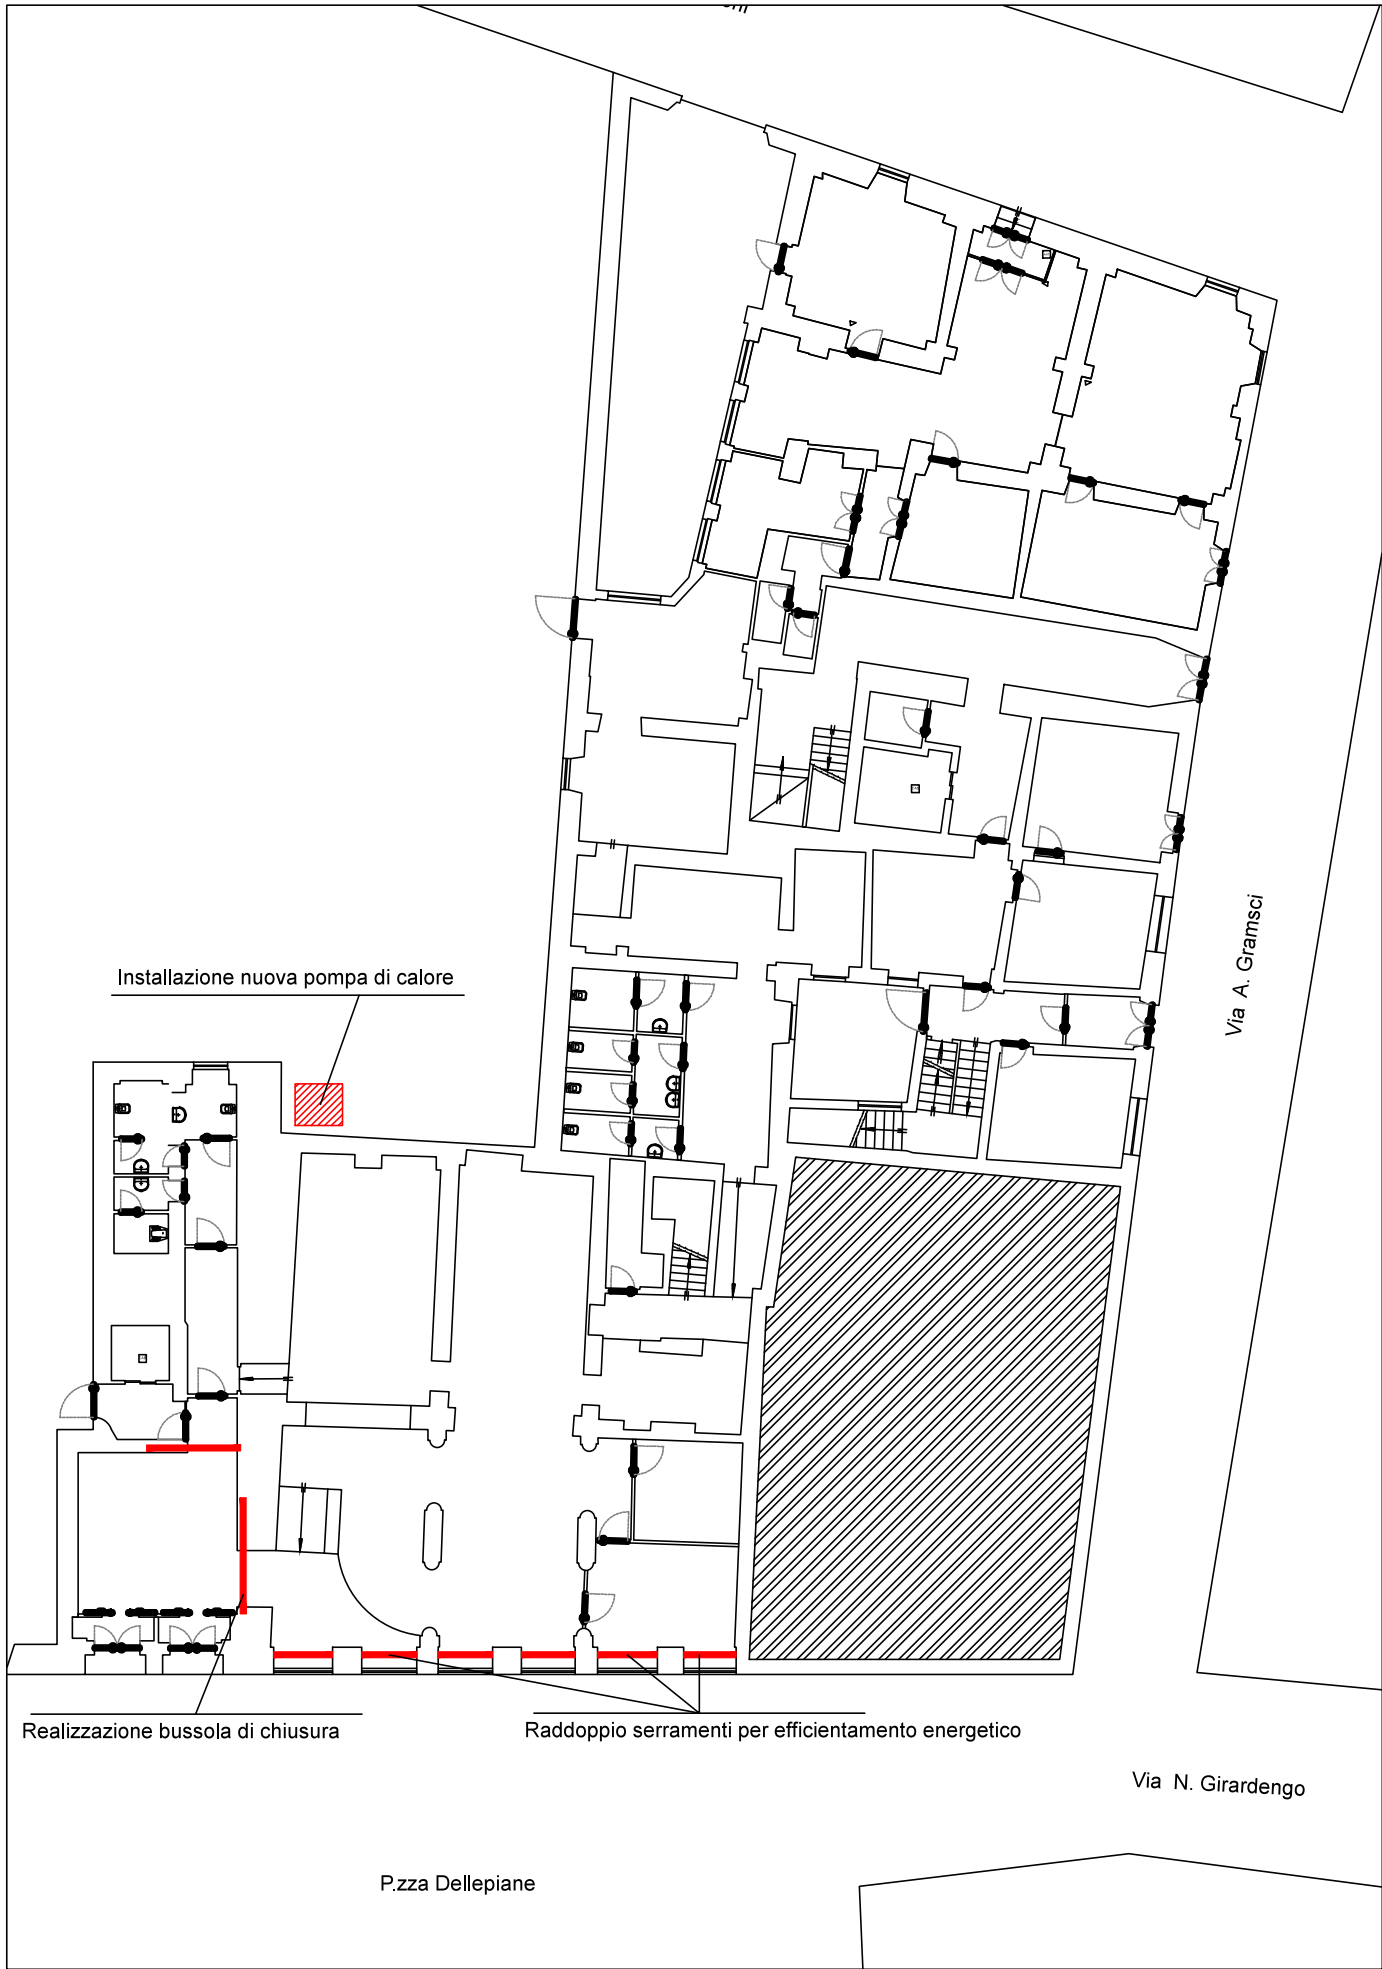 Via A. Gramsci
Installazione nuova pompa di calore
Realizzazione bussola di chiusura
Raddoppio serramenti per efficientamento energetico
Via N. Girardengo
P.zza Dellepiane